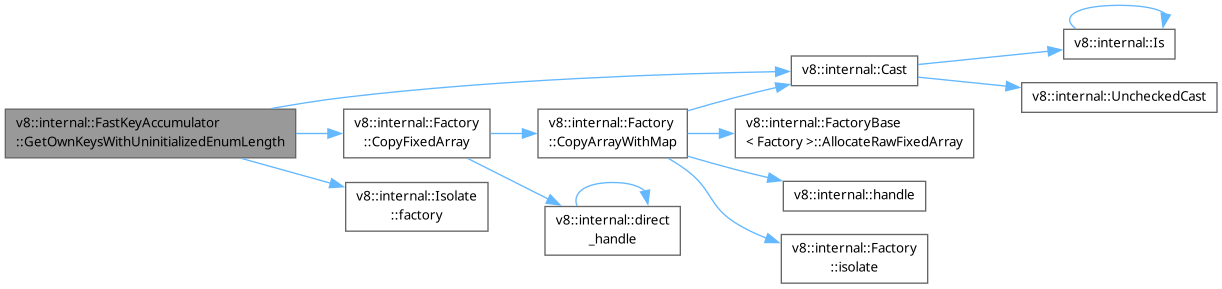 v8::internal::FastKeyAccumulator
::GetOwnKeysWithUninitializedEnumLength
v8::internal::Factory
::CopyFixedArray
v8::internal::Isolate
::factory
v8::internal::Factory
::CopyArrayWithMap
v8::internal::direct
_handle
v8::internal::Cast
v8::internal::FactoryBase
< Factory >::AllocateRawFixedArray
v8::internal::handle
v8::internal::Factory
::isolate
v8::internal::Is
v8::internal::UncheckedCast